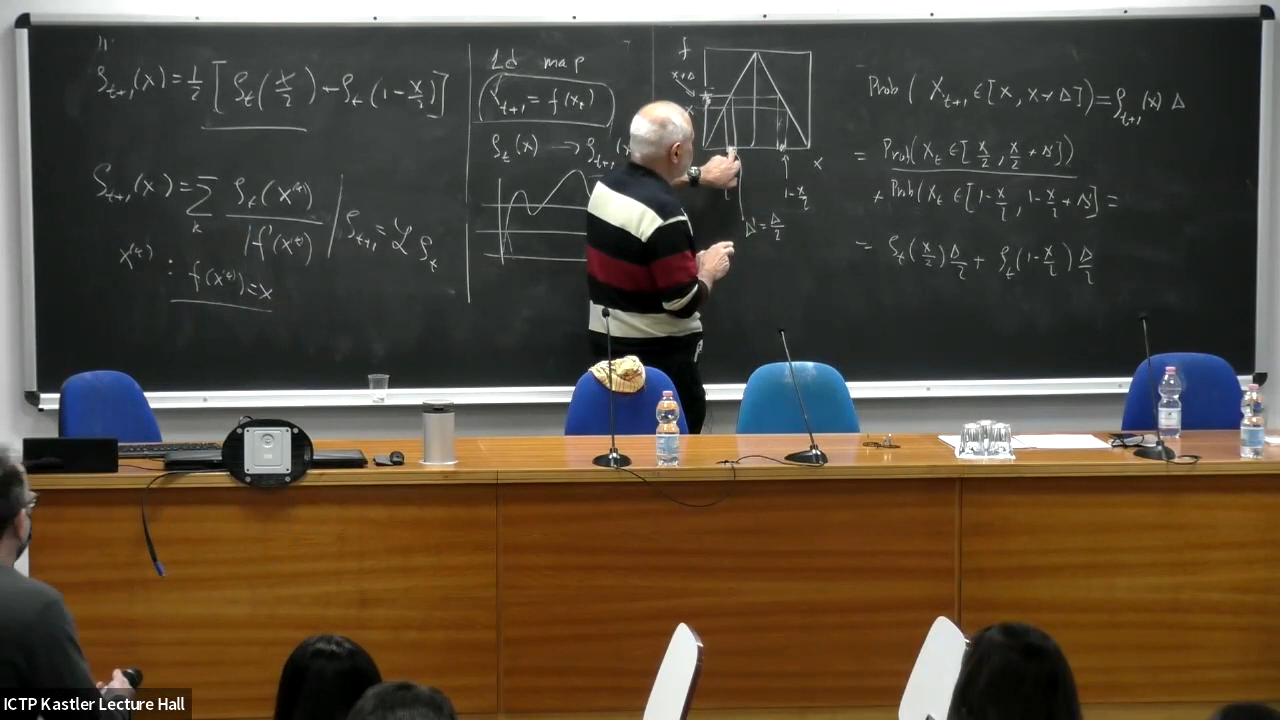 ρ_{t+1}(x) = 1/2 [ρ_t(x/2) + ρ_t(1-x/2)]
ρ_{t+1}(x) = Σ_k ρ_t(x^{(k)}) / |f'(x^{(k)})|
x^{(k)} : f(x^{(k)}) = x
ρ_{t+1} = ℒ ρ_t
1d map
x_{t+1} = f(x_t)
ρ_t(x) → ρ_{t+1}(x
f
x+Δ
x
x
1-x/2
Δ' = Δ/2
Prob(X_{t+1} ∈ [x, x+Δ]) = ρ_{t+1}(x) Δ
= Prob(X_t ∈ [x/2, x/2 + Δ'])
+ Prob(X_t ∈ [1-x/2, 1-x/2 + Δ'] =
= ρ_t(x/2) Δ/2 + ρ_t(1-x/2) Δ/2
ICTP Kastler Lecture Hall